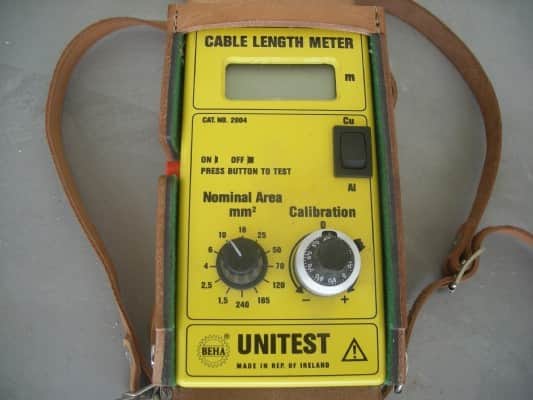 CABLE LENGTH METER
m
CAT. NO. 2004
Cu
ON OFF
PRESS BUTTON TO TEST
Al
Nominal Area
mm²
Calibration
0
10 16 25
6 50
4 70
2,5 120
1,5 240 185
- +
BEHA ® UNITEST
MADE IN REP. OF IRELAND